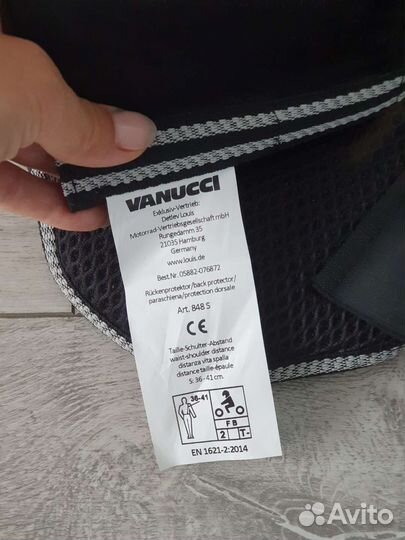 VANUCCI
Exklusiv-Vertrieb:
Detlev Louis
Motorrad-Vertriebsgesellschaft mbH
Rungedamm 35
21035 Hamburg
Germany
www.louis.de
Best.Nr. 05882-076872
Rückenprotektor/back protector/
paraschiena/protection dorsale
Art. 848 S
CE
Taille-Schulter-Abstand
waist-shoulder distance
distanza vita spalla
distance taille-épaule
S: 36-41 cm
36-41
F B
2 T-
EN 1621-2:2014
Avito